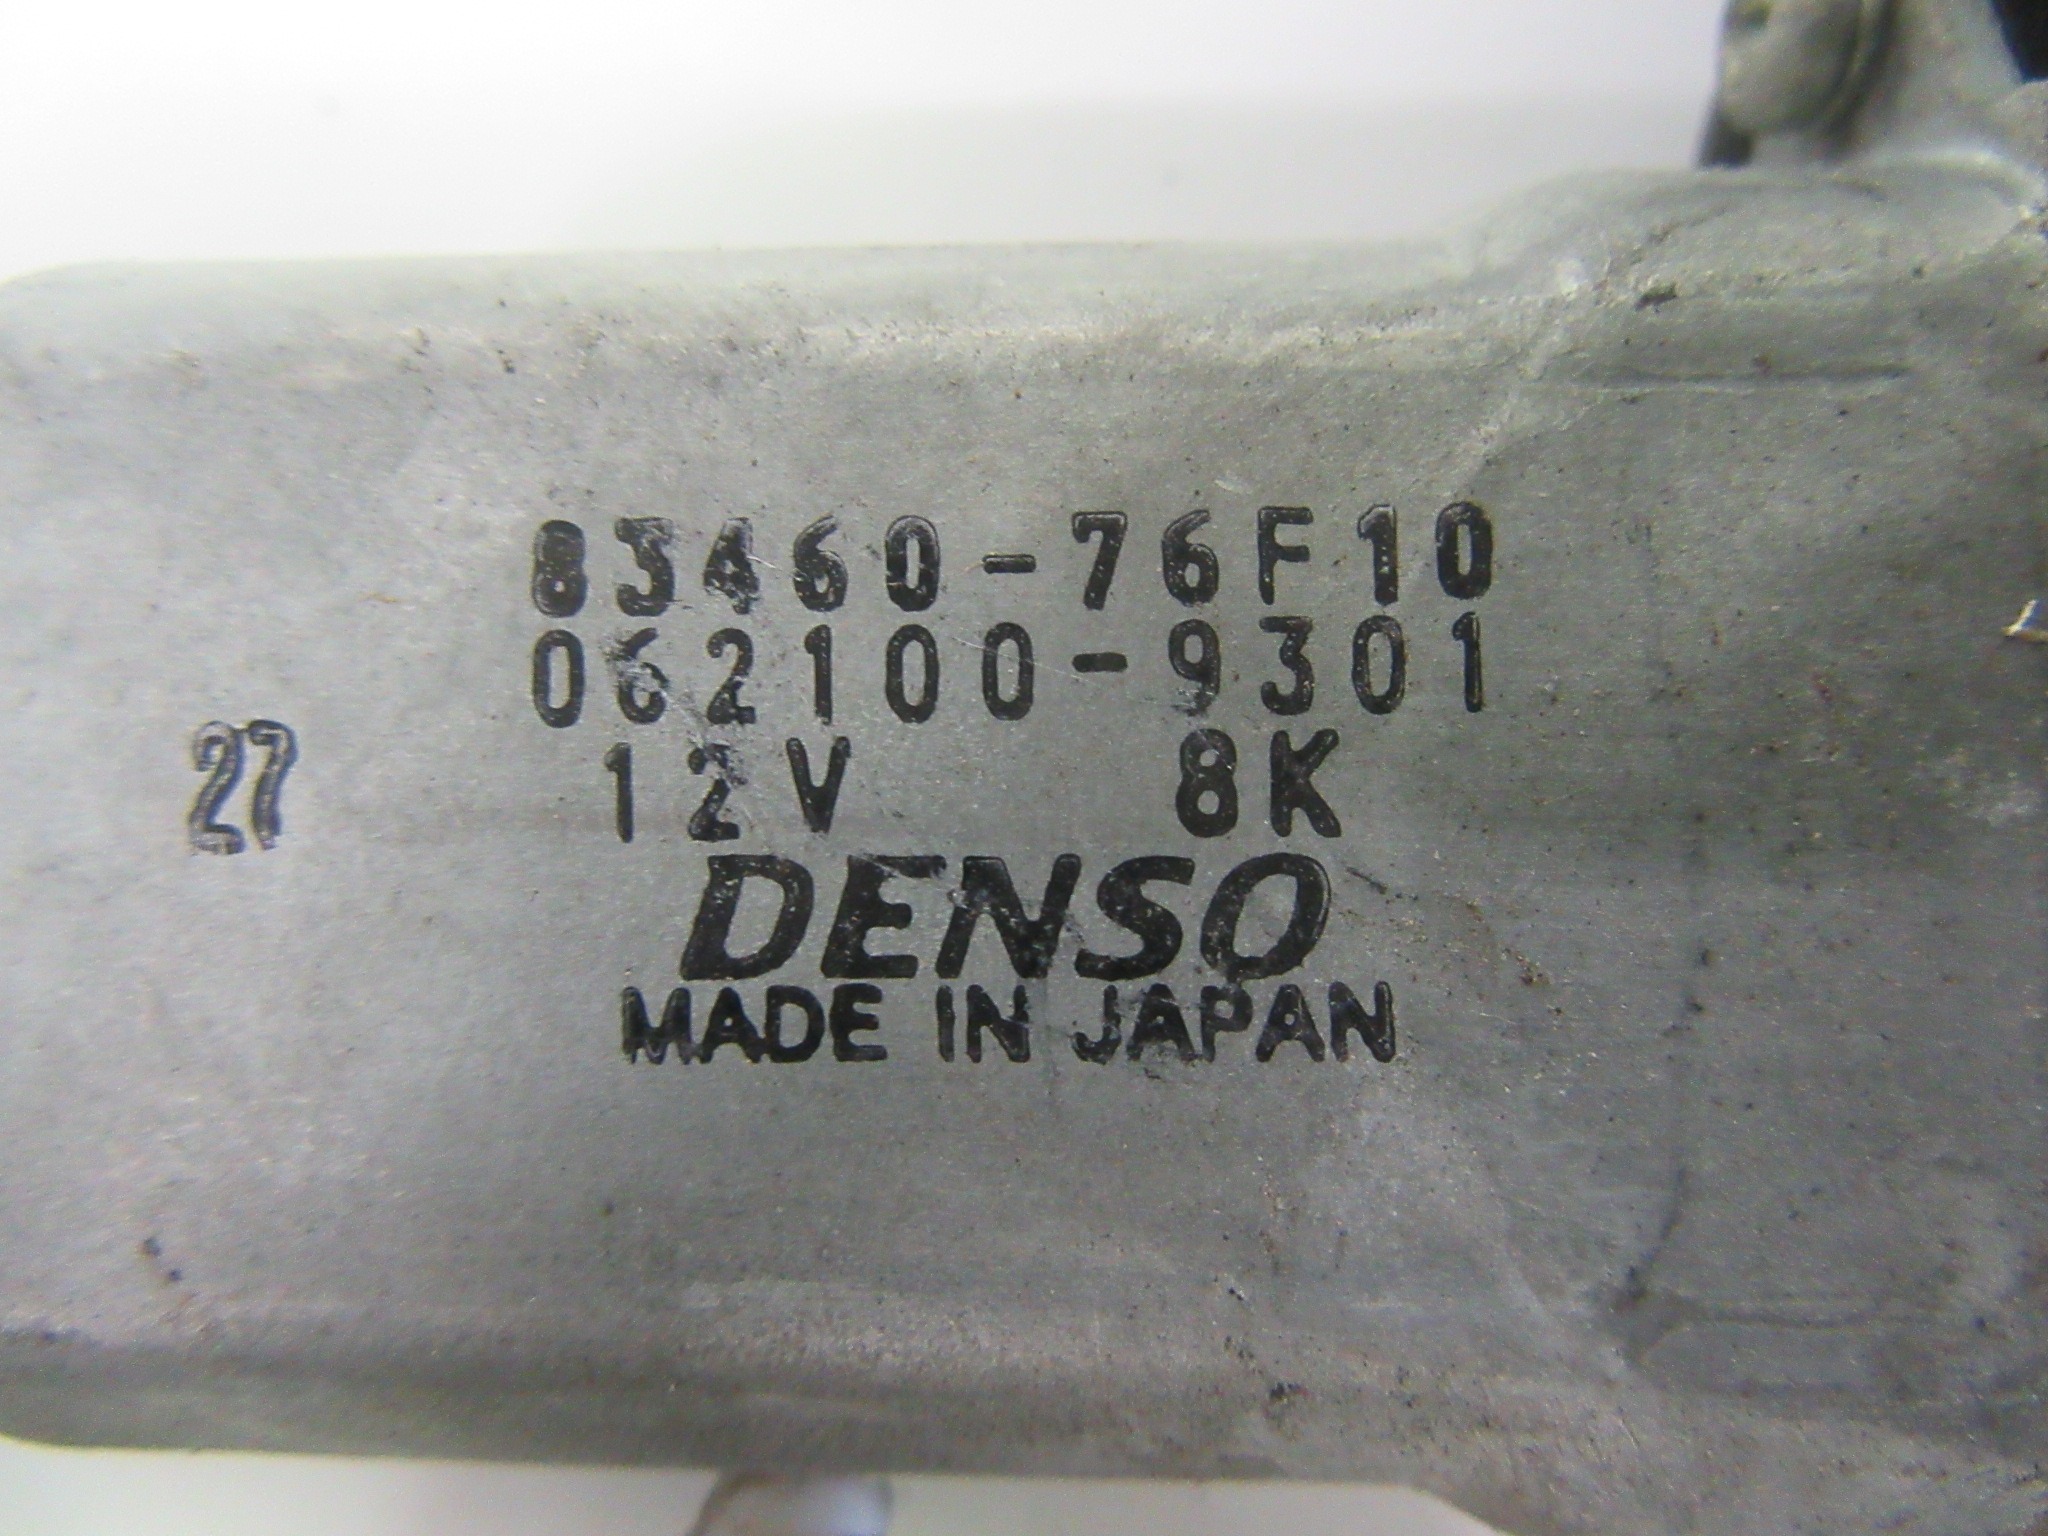 83460-76F10
062100-9301
27
12V 8K
DENSO
MADE IN JAPAN